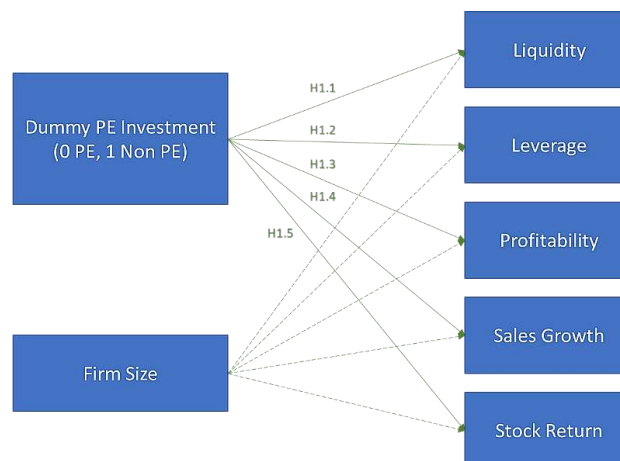 Dummy PE Investment
(0 PE, 1 Non PE)
Firm Size
H1.1
H1.2
H1.3
H1.4
H1.5
Liquidity
Leverage
Profitability
Sales Growth
Stock Return